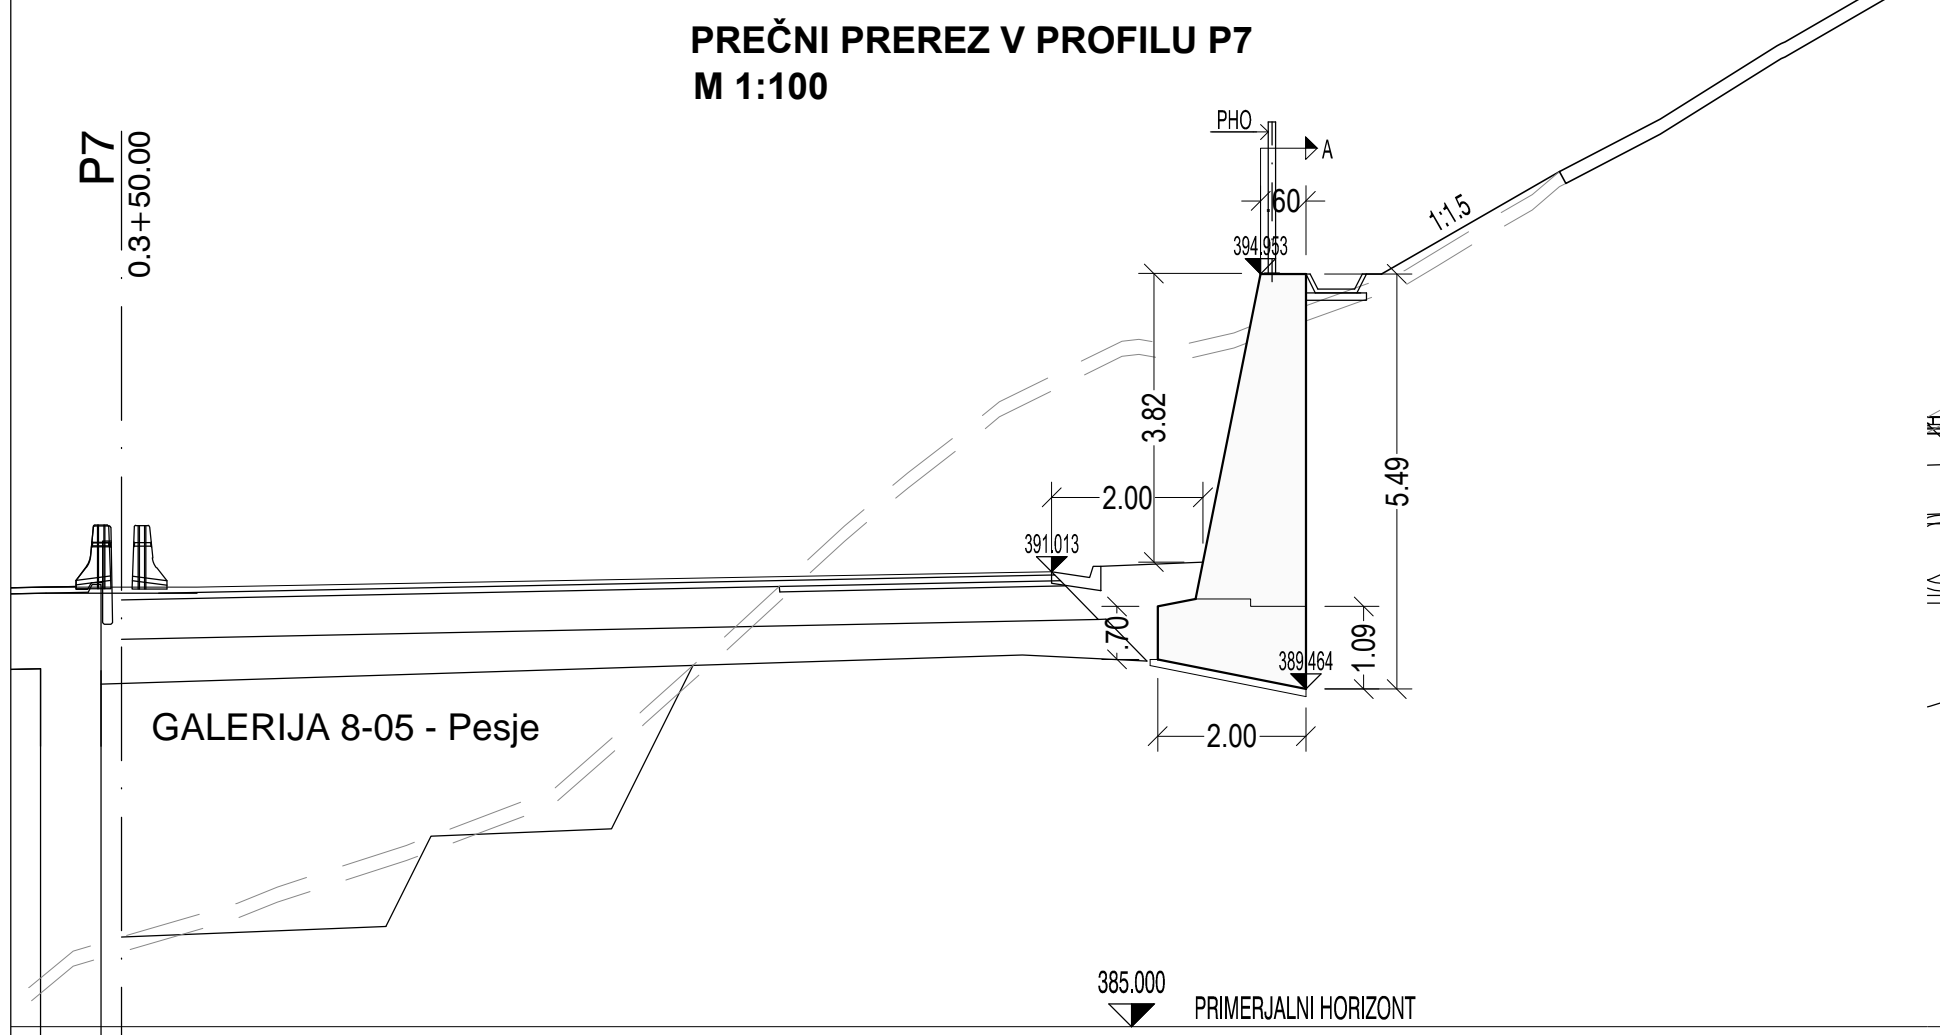 PREČNI PREREZ V PROFILU P7
M 1:100
P7
0.3+50.00
PHO
A
.60
394.953
1:1.5
3.82
5.49
2.00
391.013
.70
1.09
389.464
2.00
GALERIJA 8-05 - Pesje
385.000
PRIMERJALNI HORIZONT